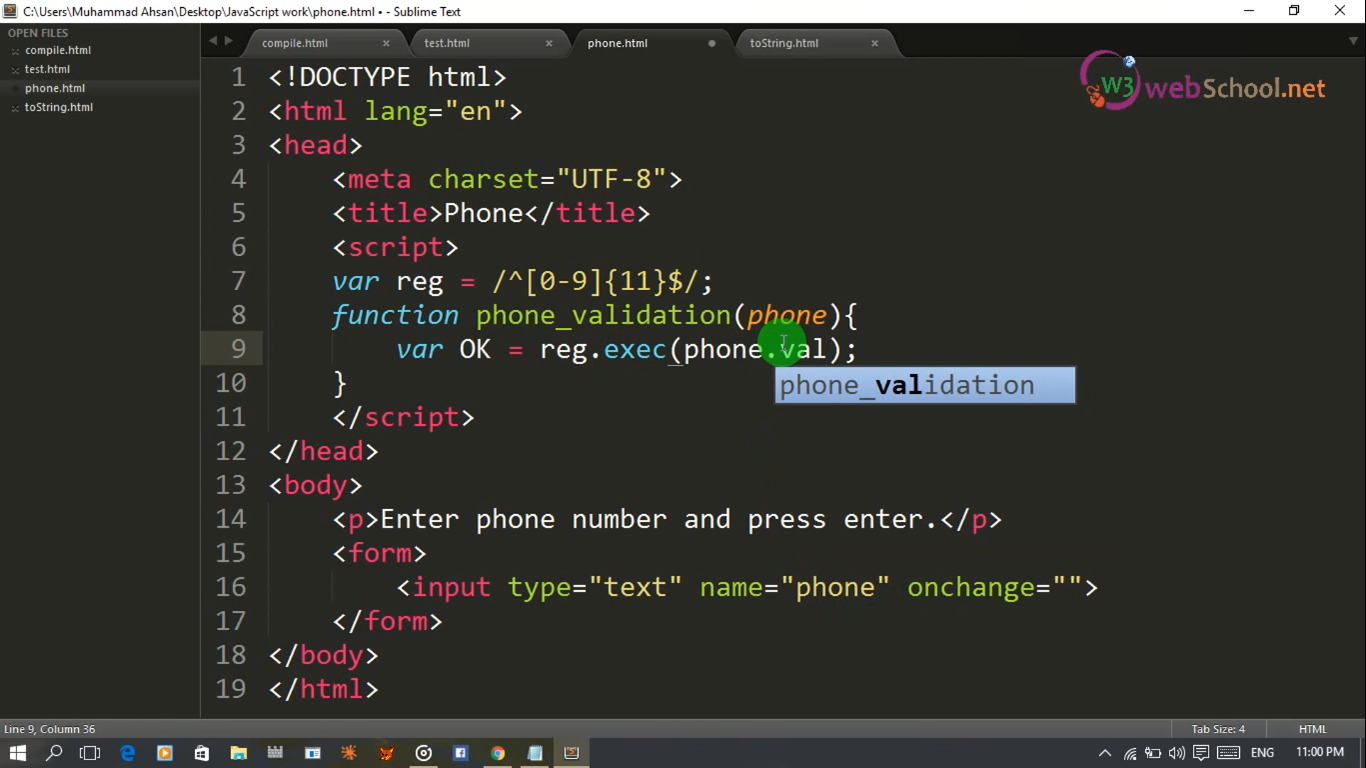 C:\Users\Muhammad Ahsan\Desktop\JavaScript work\phone.html • - Sublime Text
OPEN FILES
compile.html
test.html
phone.html
toString.html
compile.html × test.html × phone.html toString.html ×
W3webSchool.net
1 <!DOCTYPE html>
2 <html lang="en">
3 <head>
4 <meta charset="UTF-8">
5 <title>Phone</title>
6 <script>
7 var reg = /^[0-9]{11}$/;
8 function phone_validation(phone){
9 var OK = reg.exec(phone.val);
phone_validation
10 }
11 </script>
12 </head>
13 <body>
14 <p>Enter phone number and press enter.</p>
15 <form>
16 <input type="text" name="phone" onchange="">
17 </form>
18 </body>
19 </html>
Line 9, Column 36
Tab Size: 4
HTML
ENG
11:00 PM